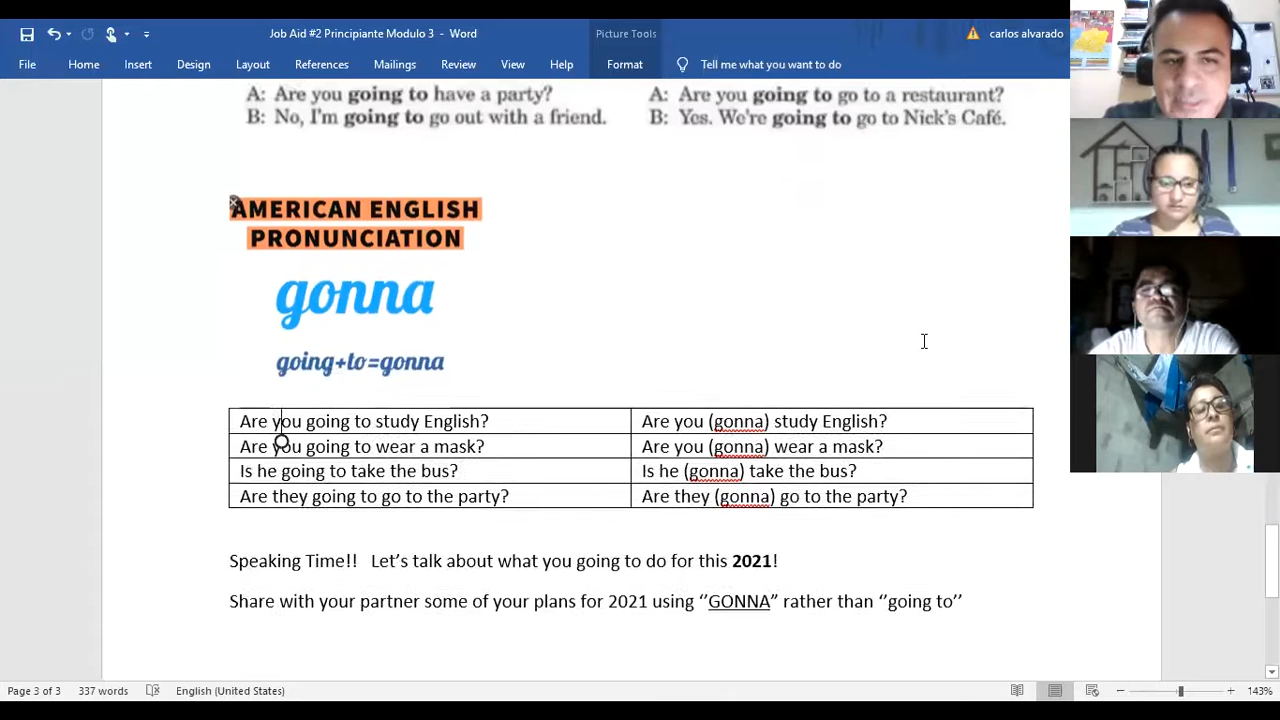 Job Aid #2 Principiante Modulo 3 - Word
Picture Tools
carlos alvarado
File Home Insert Design Layout References Mailings Review View Help Format Tell me what you want to do
A: Are you going to have a party?
B: No, I'm going to go out with a friend.
A: Are you going to go to a restaurant?
B: Yes. We're going to go to Nick's Café.
AMERICAN ENGLISH
PRONUNCIATION
gonna
going+to=gonna
Are you going to study English? Are you (gonna) study English?
Are you going to wear a mask? Are you (gonna) wear a mask?
Is he going to take the bus? Is he (gonna) take the bus?
Are they going to go to the party? Are they (gonna) go to the party?
Speaking Time!! Let’s talk about what you going to do for this 2021!
Share with your partner some of your plans for 2021 using ‘’GONNA” rather than ‘’going to’’
Page 3 of 3 337 words English (United States) 143%